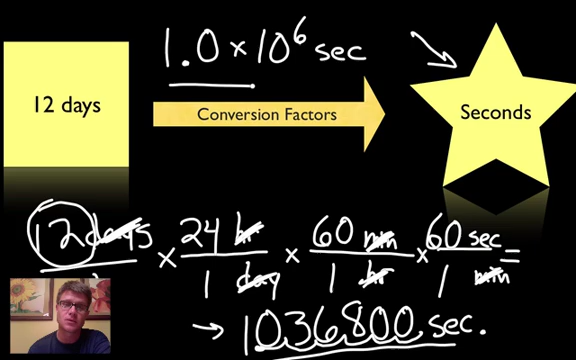 1.0 × 10⁶ sec
12 days
Conversion Factors
Seconds
12 days × 24 hr × 60 min × 60 sec =
1 day 1 hr 1 min
→ 1036800 sec.